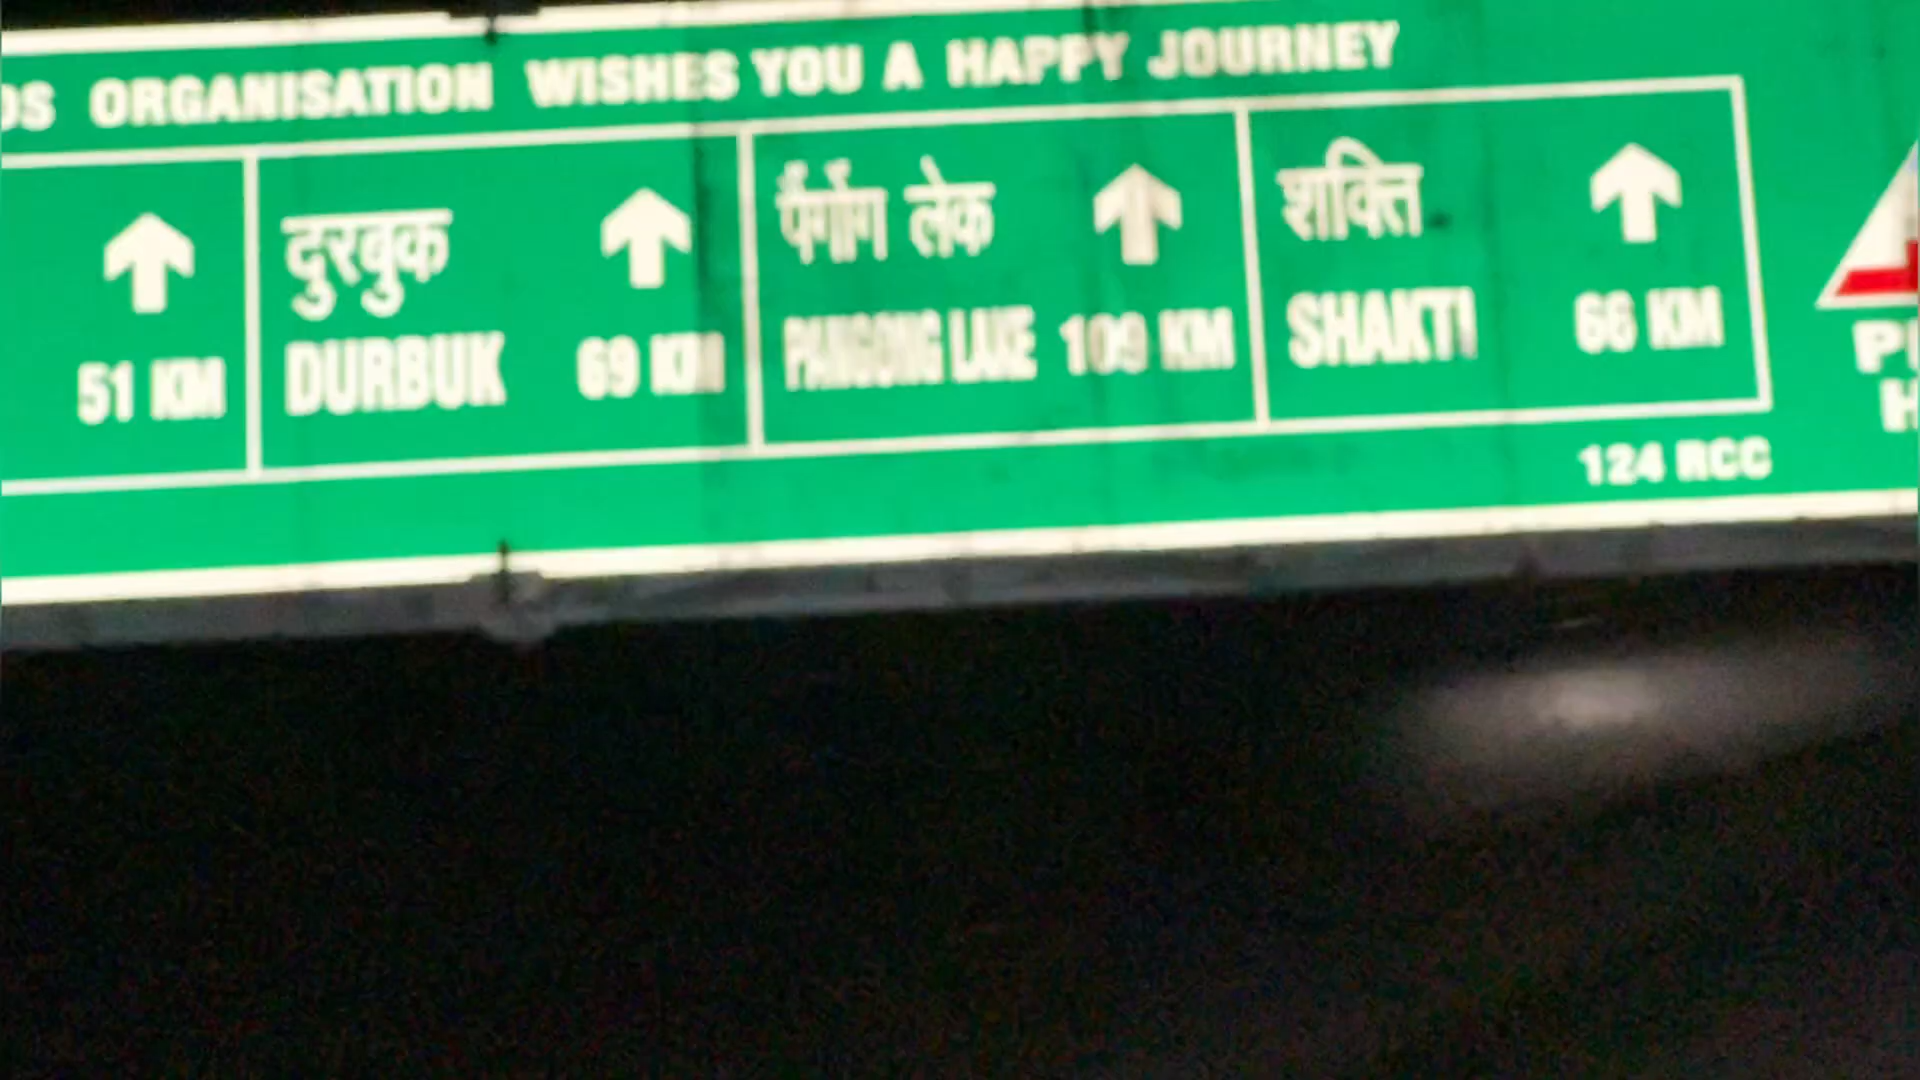 DS ORGANISATION WISHES YOU A HAPPY JOURNEY
51 KM
दुरबुक
DURBUK 69 KM
पैंगोंग लेक
PANGONG LAKE 109 KM
शक्ति
SHAKTI 66 KM
124 RCC